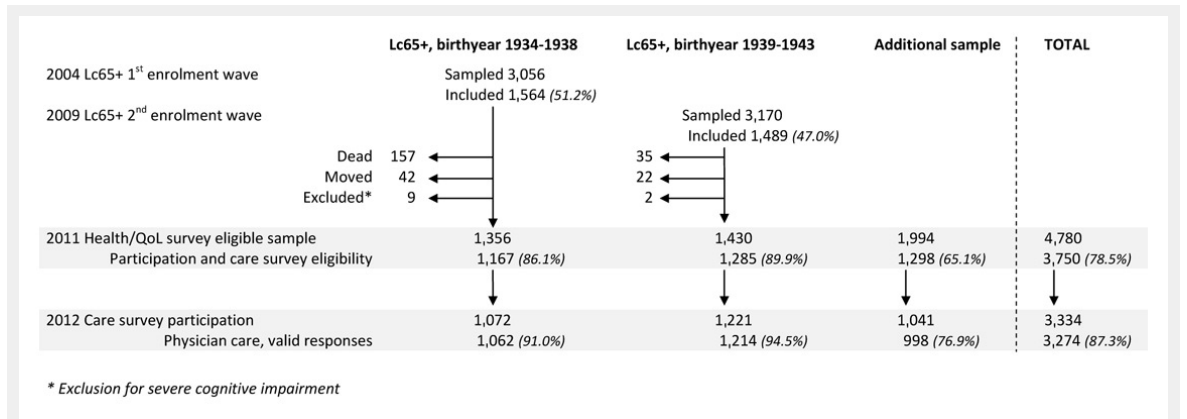 Lc65+, birthyear 1934-1938 Lc65+, birthyear 1939-1943 Additional sample TOTAL
2004 Lc65+ 1st enrolment wave Sampled 3,056
Included 1,564 (51.2%)
2009 Lc65+ 2nd enrolment wave Sampled 3,170
Included 1,489 (47.0%)
Dead 157 35
Moved 42 22
Excluded* 9 2
2011 Health/QoL survey eligible sample 1,356 1,430 1,994 4,780
Participation and care survey eligibility 1,167 (86.1%) 1,285 (89.9%) 1,298 (65.1%) 3,750 (78.5%)
2012 Care survey participation 1,072 1,221 1,041 3,334
Physician care, valid responses 1,062 (91.0%) 1,214 (94.5%) 998 (76.9%) 3,274 (87.3%)
* Exclusion for severe cognitive impairment